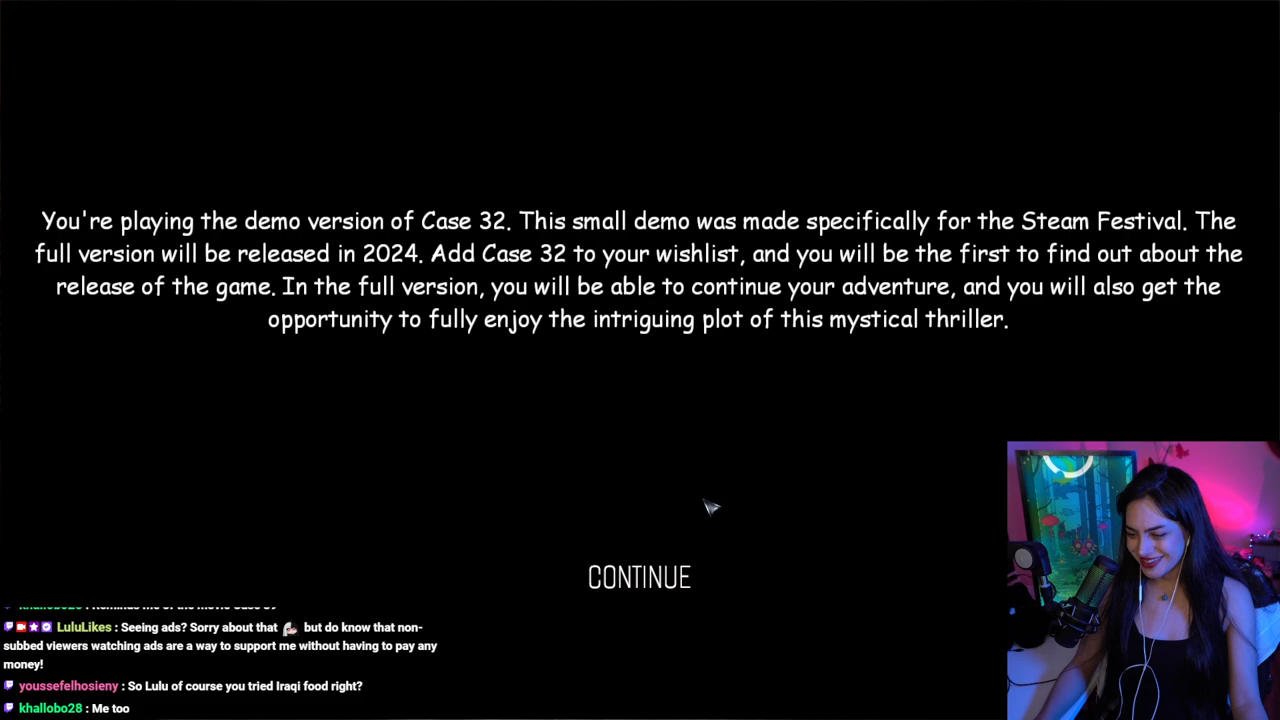 You're playing the demo version of Case 32. This small demo was made specifically for the Steam Festival. The
full version will be released in 2024. Add Case 32 to your wishlist, and you will be the first to find out about the
release of the game. In the full version, you will be able to continue your adventure, and you will also get the
opportunity to fully enjoy the intriguing plot of this mystical thriller.
CONTINUE
LuluLikes : Seeing ads? Sorry about that but do know that non-
subbed viewers watching ads are a way to support me without having to pay any
money!
youssefelhosieny : So Lulu of course you tried Iraqi food right?
khallobo28 : Me too